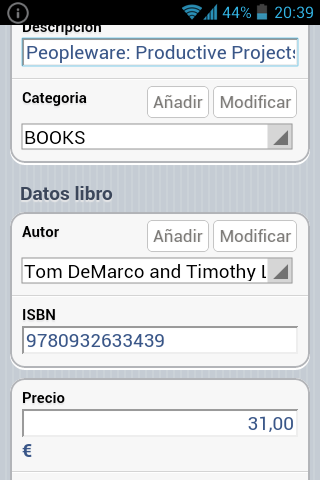 44% 20:39
Descripción
Peopleware: Productive Projects
Categoria Añadir Modificar
BOOKS
Datos libro
Autor Añadir Modificar
Tom DeMarco and Timothy L
ISBN
9780932633439
Precio
31,00
€